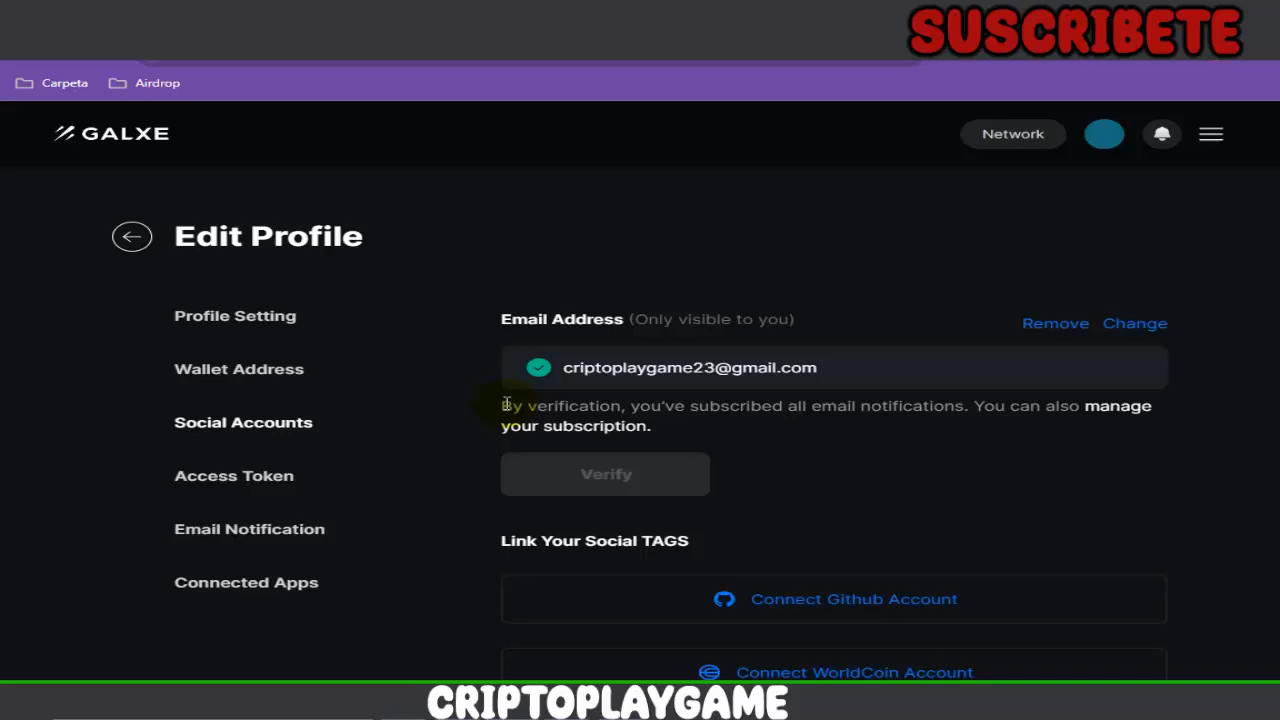 SUSCRIBETE
Carpeta Airdrop
GALXE Network
Edit Profile
Profile Setting
Wallet Address
Social Accounts
Access Token
Email Notification
Connected Apps
Email Address (Only visible to you) Remove Change
criptoplaygame23@gmail.com
By verification, you've subscribed all email notifications. You can also manage
your subscription.
Verify
Link Your Social TAGS
Connect Github Account
Connect WorldCoin Account
CRIPTOPLAYGAME